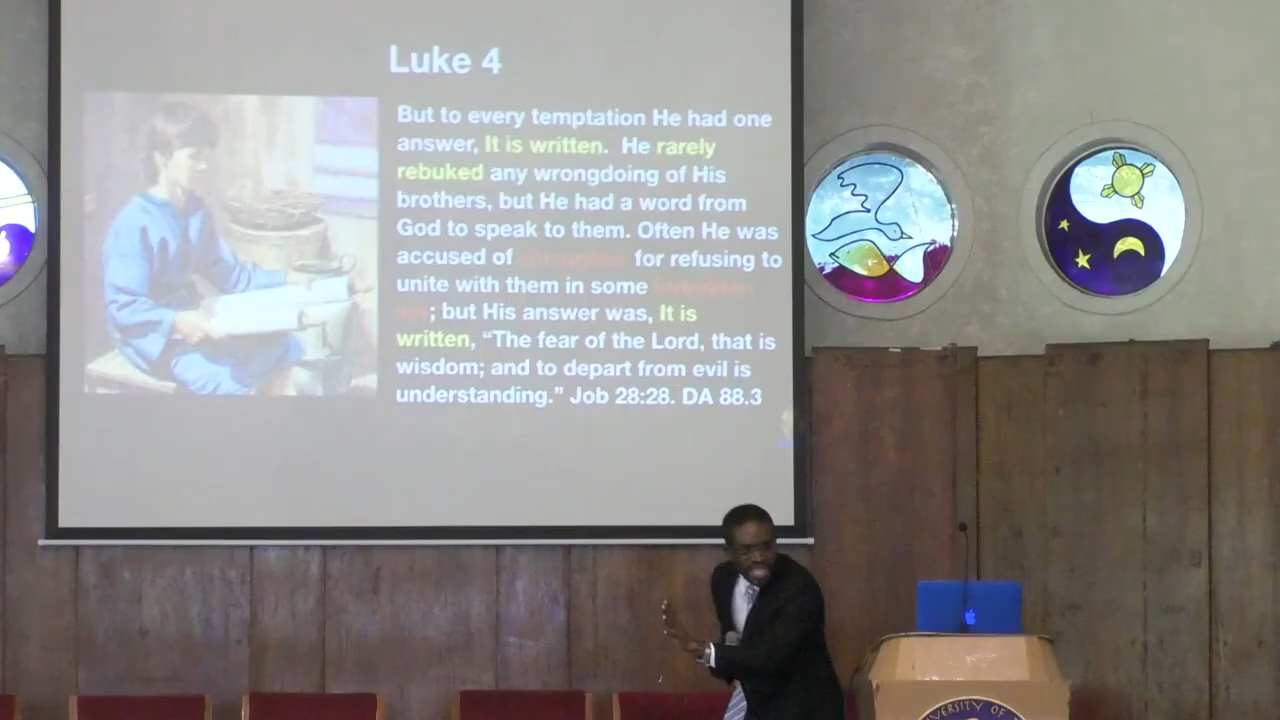 Luke 4
But to every temptation He had one
answer, It is written. He rarely
rebuked any wrongdoing of His
brothers, but He had a word from
God to speak to them. Often He was
accused of for refusing to
unite with them in some
; but His answer was, It is
written, “The fear of the Lord, that is
wisdom; and to depart from evil is
understanding.” Job 28:28. DA 88.3
OF